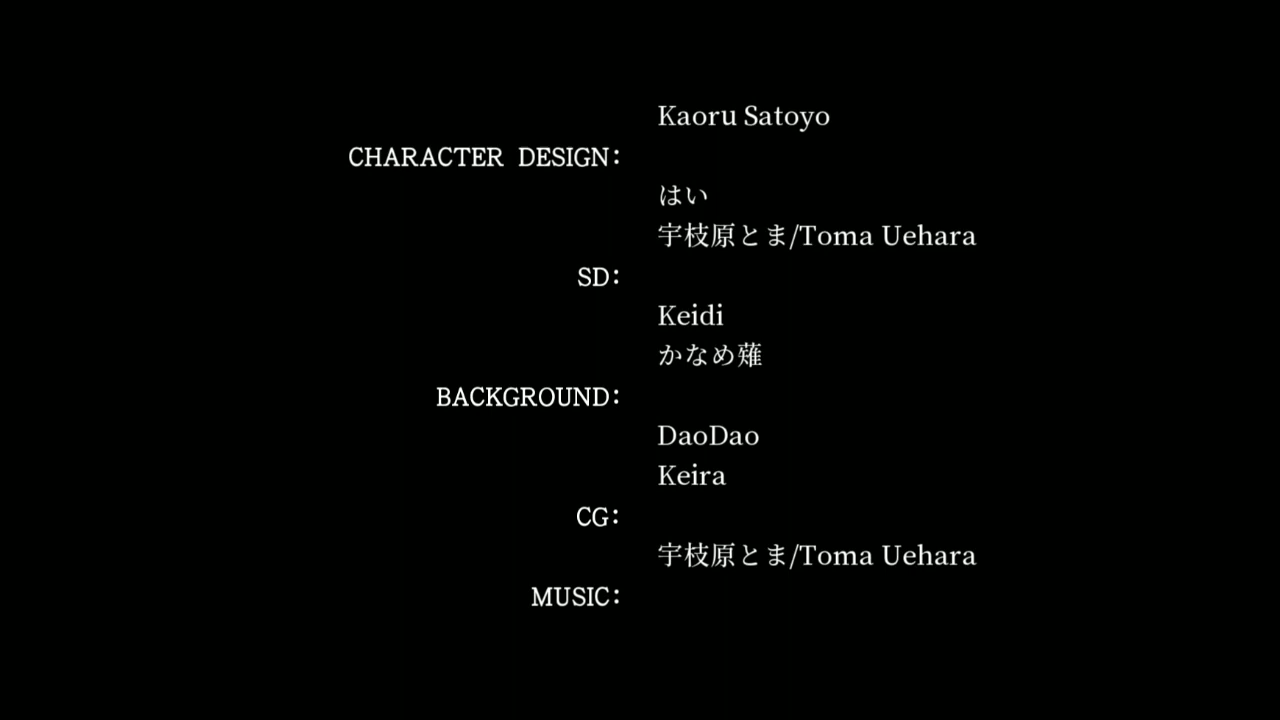 Kaoru Satoyo
CHARACTER DESIGN:
はい
宇枝原とま/Toma Uehara
SD:
Keidi
かなめ薙
BACKGROUND:
DaoDao
Keira
CG:
宇枝原とま/Toma Uehara
MUSIC: